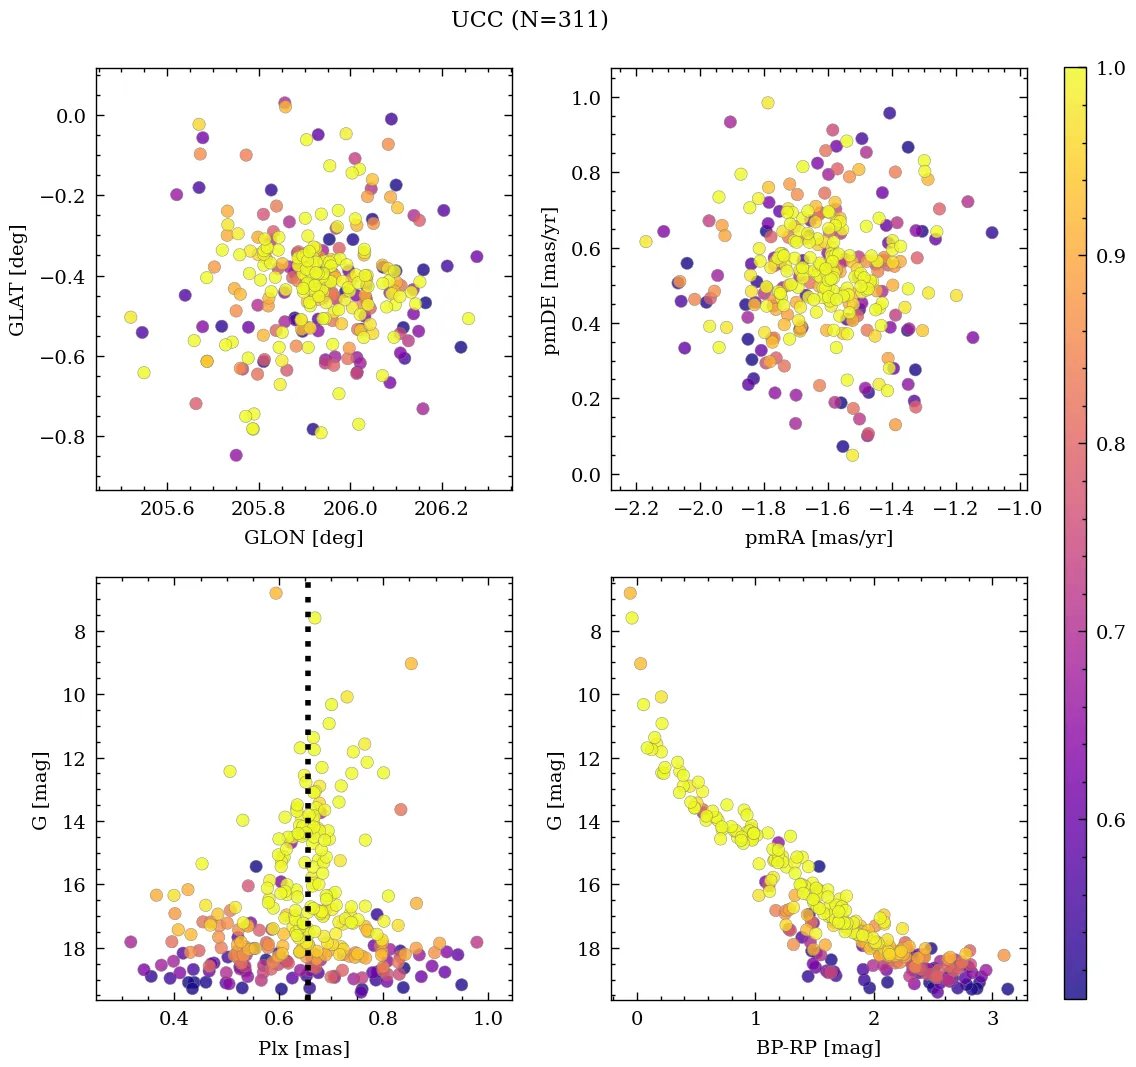 UCC (N=311)
0.0
−0.2
−0.4
−0.6
−0.8
GLAT [deg]
205.6 205.8 206.0 206.2
GLON [deg]
1.0
0.8
0.6
0.4
0.2
0.0
pmDE [mas/yr]
−2.2 −2.0 −1.8 −1.6 −1.4 −1.2 −1.0
pmRA [mas/yr]
1.0
0.9
0.8
0.7
0.6
8
10
12
14
16
18
G [mag]
0.4 0.6 0.8 1.0
Plx [mas]
8
10
12
14
16
18
G [mag]
0 1 2 3
BP-RP [mag]